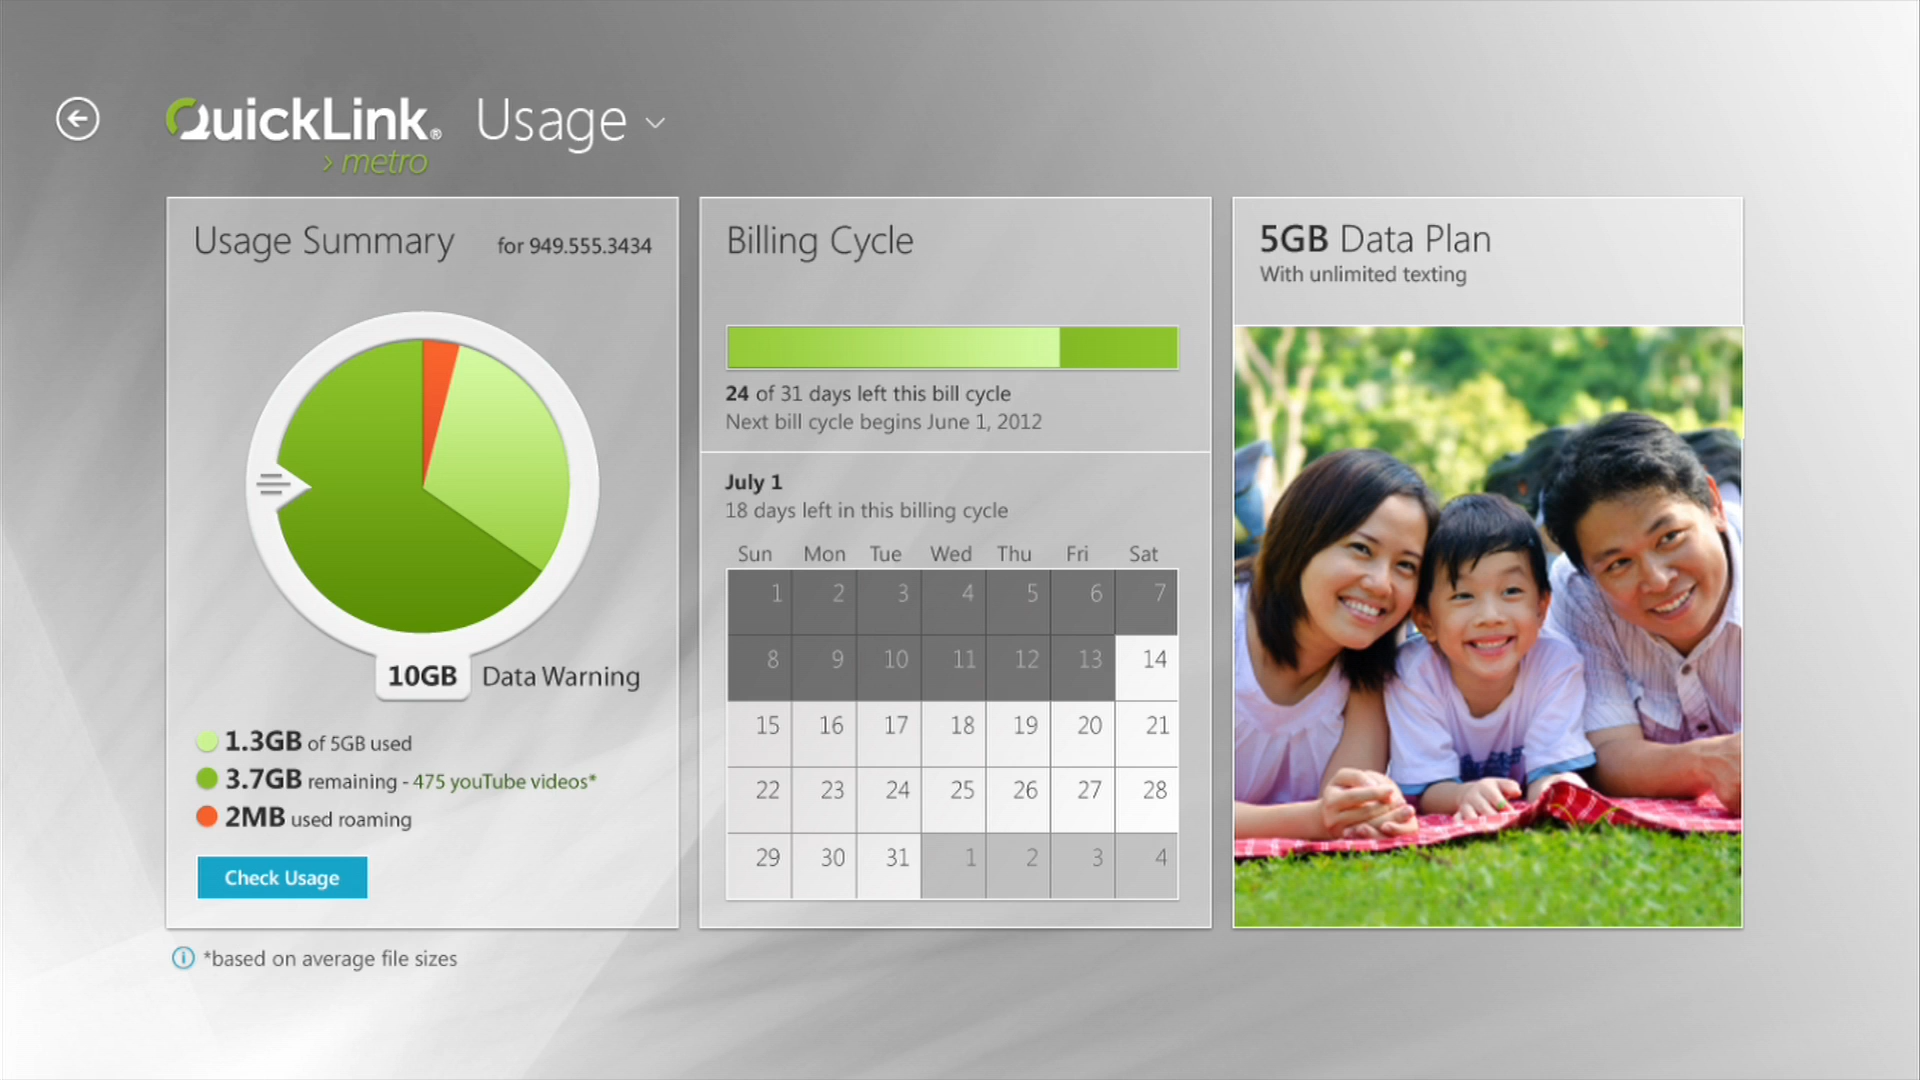 QuickLink® Usage
› metro
Usage Summary for 949.555.3434
10GB Data Warning
1.3GB of 5GB used
3.7GB remaining - 475 youTube videos*
2MB used roaming
Check Usage
*based on average file sizes
Billing Cycle
24 of 31 days left this bill cycle
Next bill cycle begins June 1, 2012
July 1
18 days left in this billing cycle
Sun Mon Tue Wed Thu Fri Sat
1 2 3 4 5 6 7
8 9 10 11 12 13 14
15 16 17 18 19 20 21
22 23 24 25 26 27 28
29 30 31 1 2 3 4
5GB Data Plan
With unlimited texting